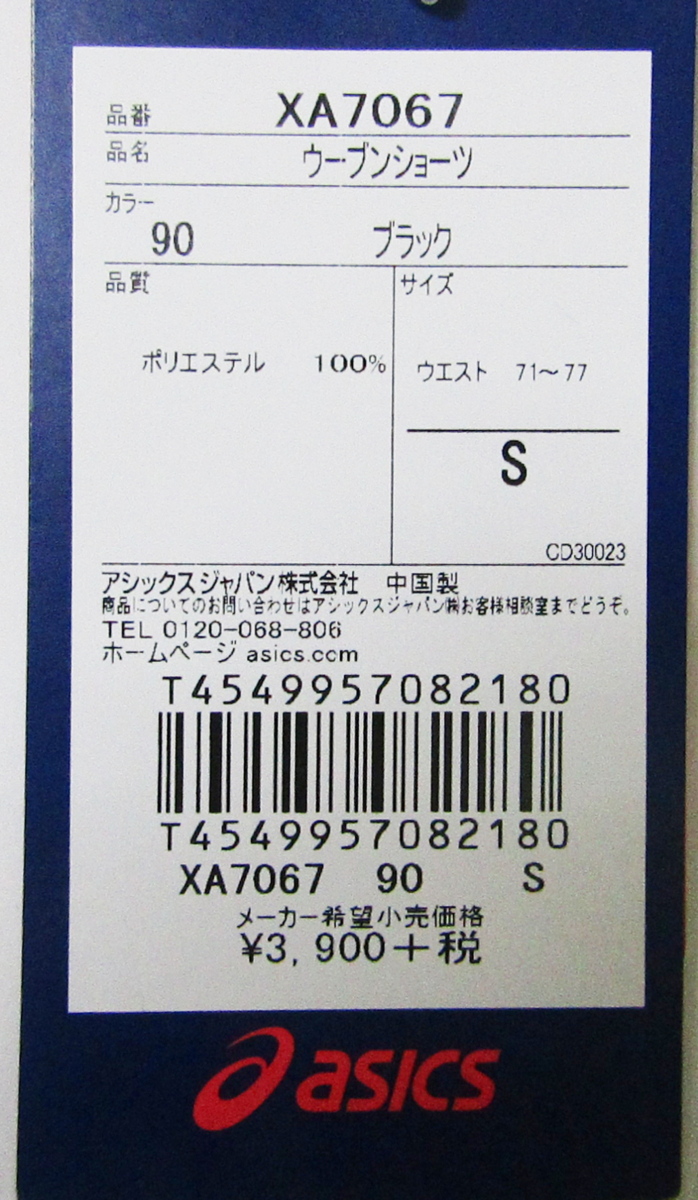 品番 XA7067
品名 ウーブンショーツ
カラー
90 ブラック
品質
ポリエステル 100%
サイズ
ウエスト 71～77
S
CD30023
アシックスジャパン株式会社 中国製
商品についてのお問い合わせはアシックスジャパン㈱お客様相談室までどうぞ。
TEL 0120-068-806
ホームページ asics.com
T4549957082180
T4549957082180
XA7067 90 S
メーカー希望小売価格
¥3,900＋税
asics